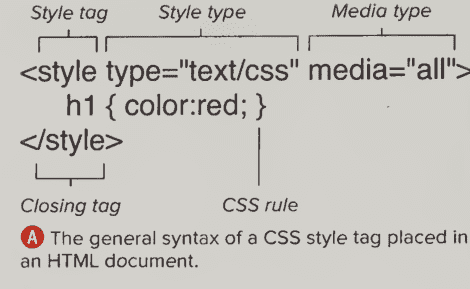 Style tag Style type Media type
<style type="text/css" media="all">
h1 { color:red; }
</style>
Closing tag CSS rule
A The general syntax of a CSS style tag placed in
an HTML document.